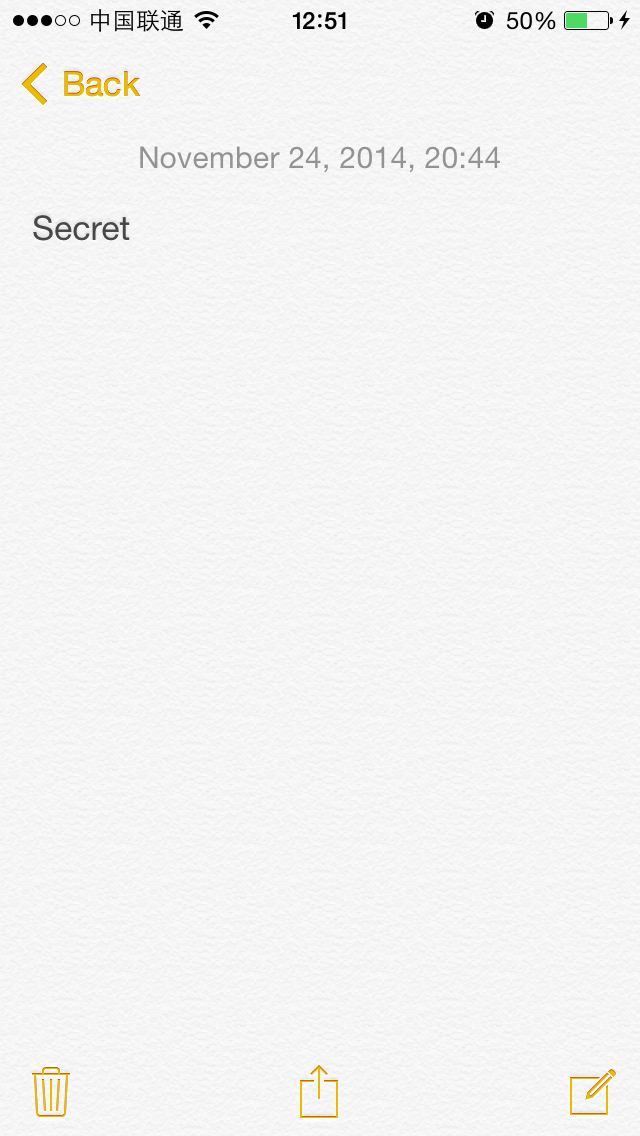 中国联通 12:51 50%
Back
November 24, 2014, 20:44
Secret